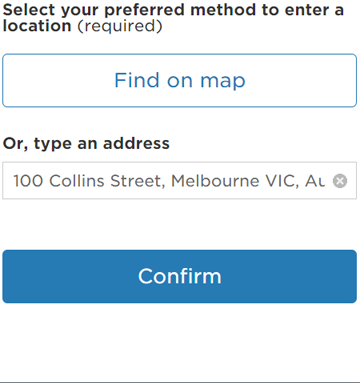 Select your preferred method to enter a
location (required)
Find on map
Or, type an address
100 Collins Street, Melbourne VIC, Au
Confirm